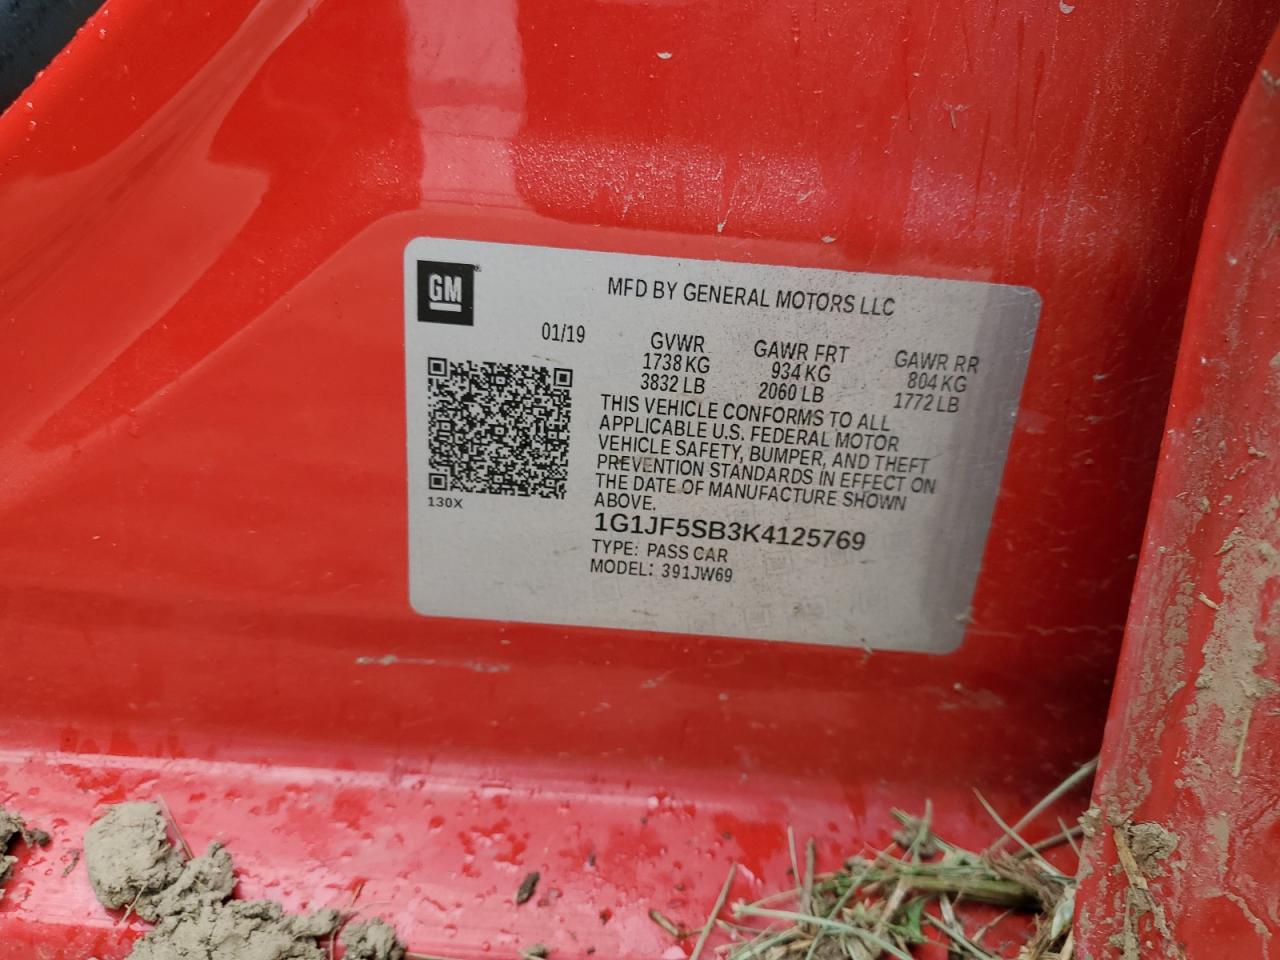 GM
MFD BY GENERAL MOTORS LLC
01/19 GVWR GAWR FRT GAWR RR
1738 KG 934 KG 804 KG
3832 LB 2060 LB 1772 LB
THIS VEHICLE CONFORMS TO ALL
APPLICABLE U.S. FEDERAL MOTOR
VEHICLE SAFETY, BUMPER, AND THEFT
PREVENTION STANDARDS IN EFFECT ON
THE DATE OF MANUFACTURE SHOWN
ABOVE.
130X
1G1JF5SB3K4125769
TYPE: PASS CAR
MODEL: 391JW69